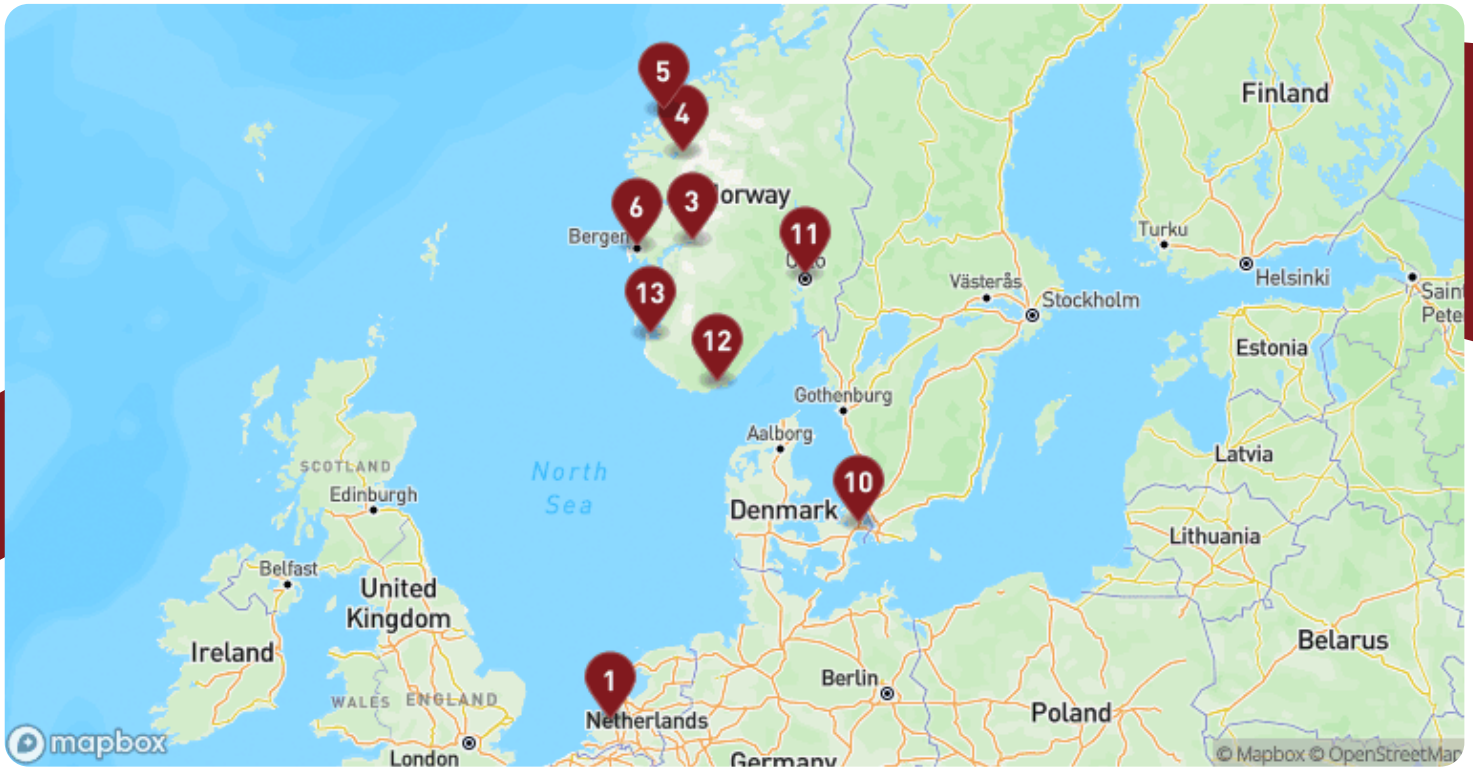 5
4
Finland
orway
3
6
Bergen
11
Turku
Helsinki
Västerås
Stockholm
Saint
Pete
13
12
Estonia
Gothenburg
Aalborg
Latvia
SCOTLAND
Edinburgh
North
Sea
10
Denmark
Lithuania
Belfast
United
Kingdom
Ireland
Belarus
1
Berlin
WALES
ENGLAND
Netherlands
Poland
mapbox
London
Germany
© Mapbox © OpenStreetMap